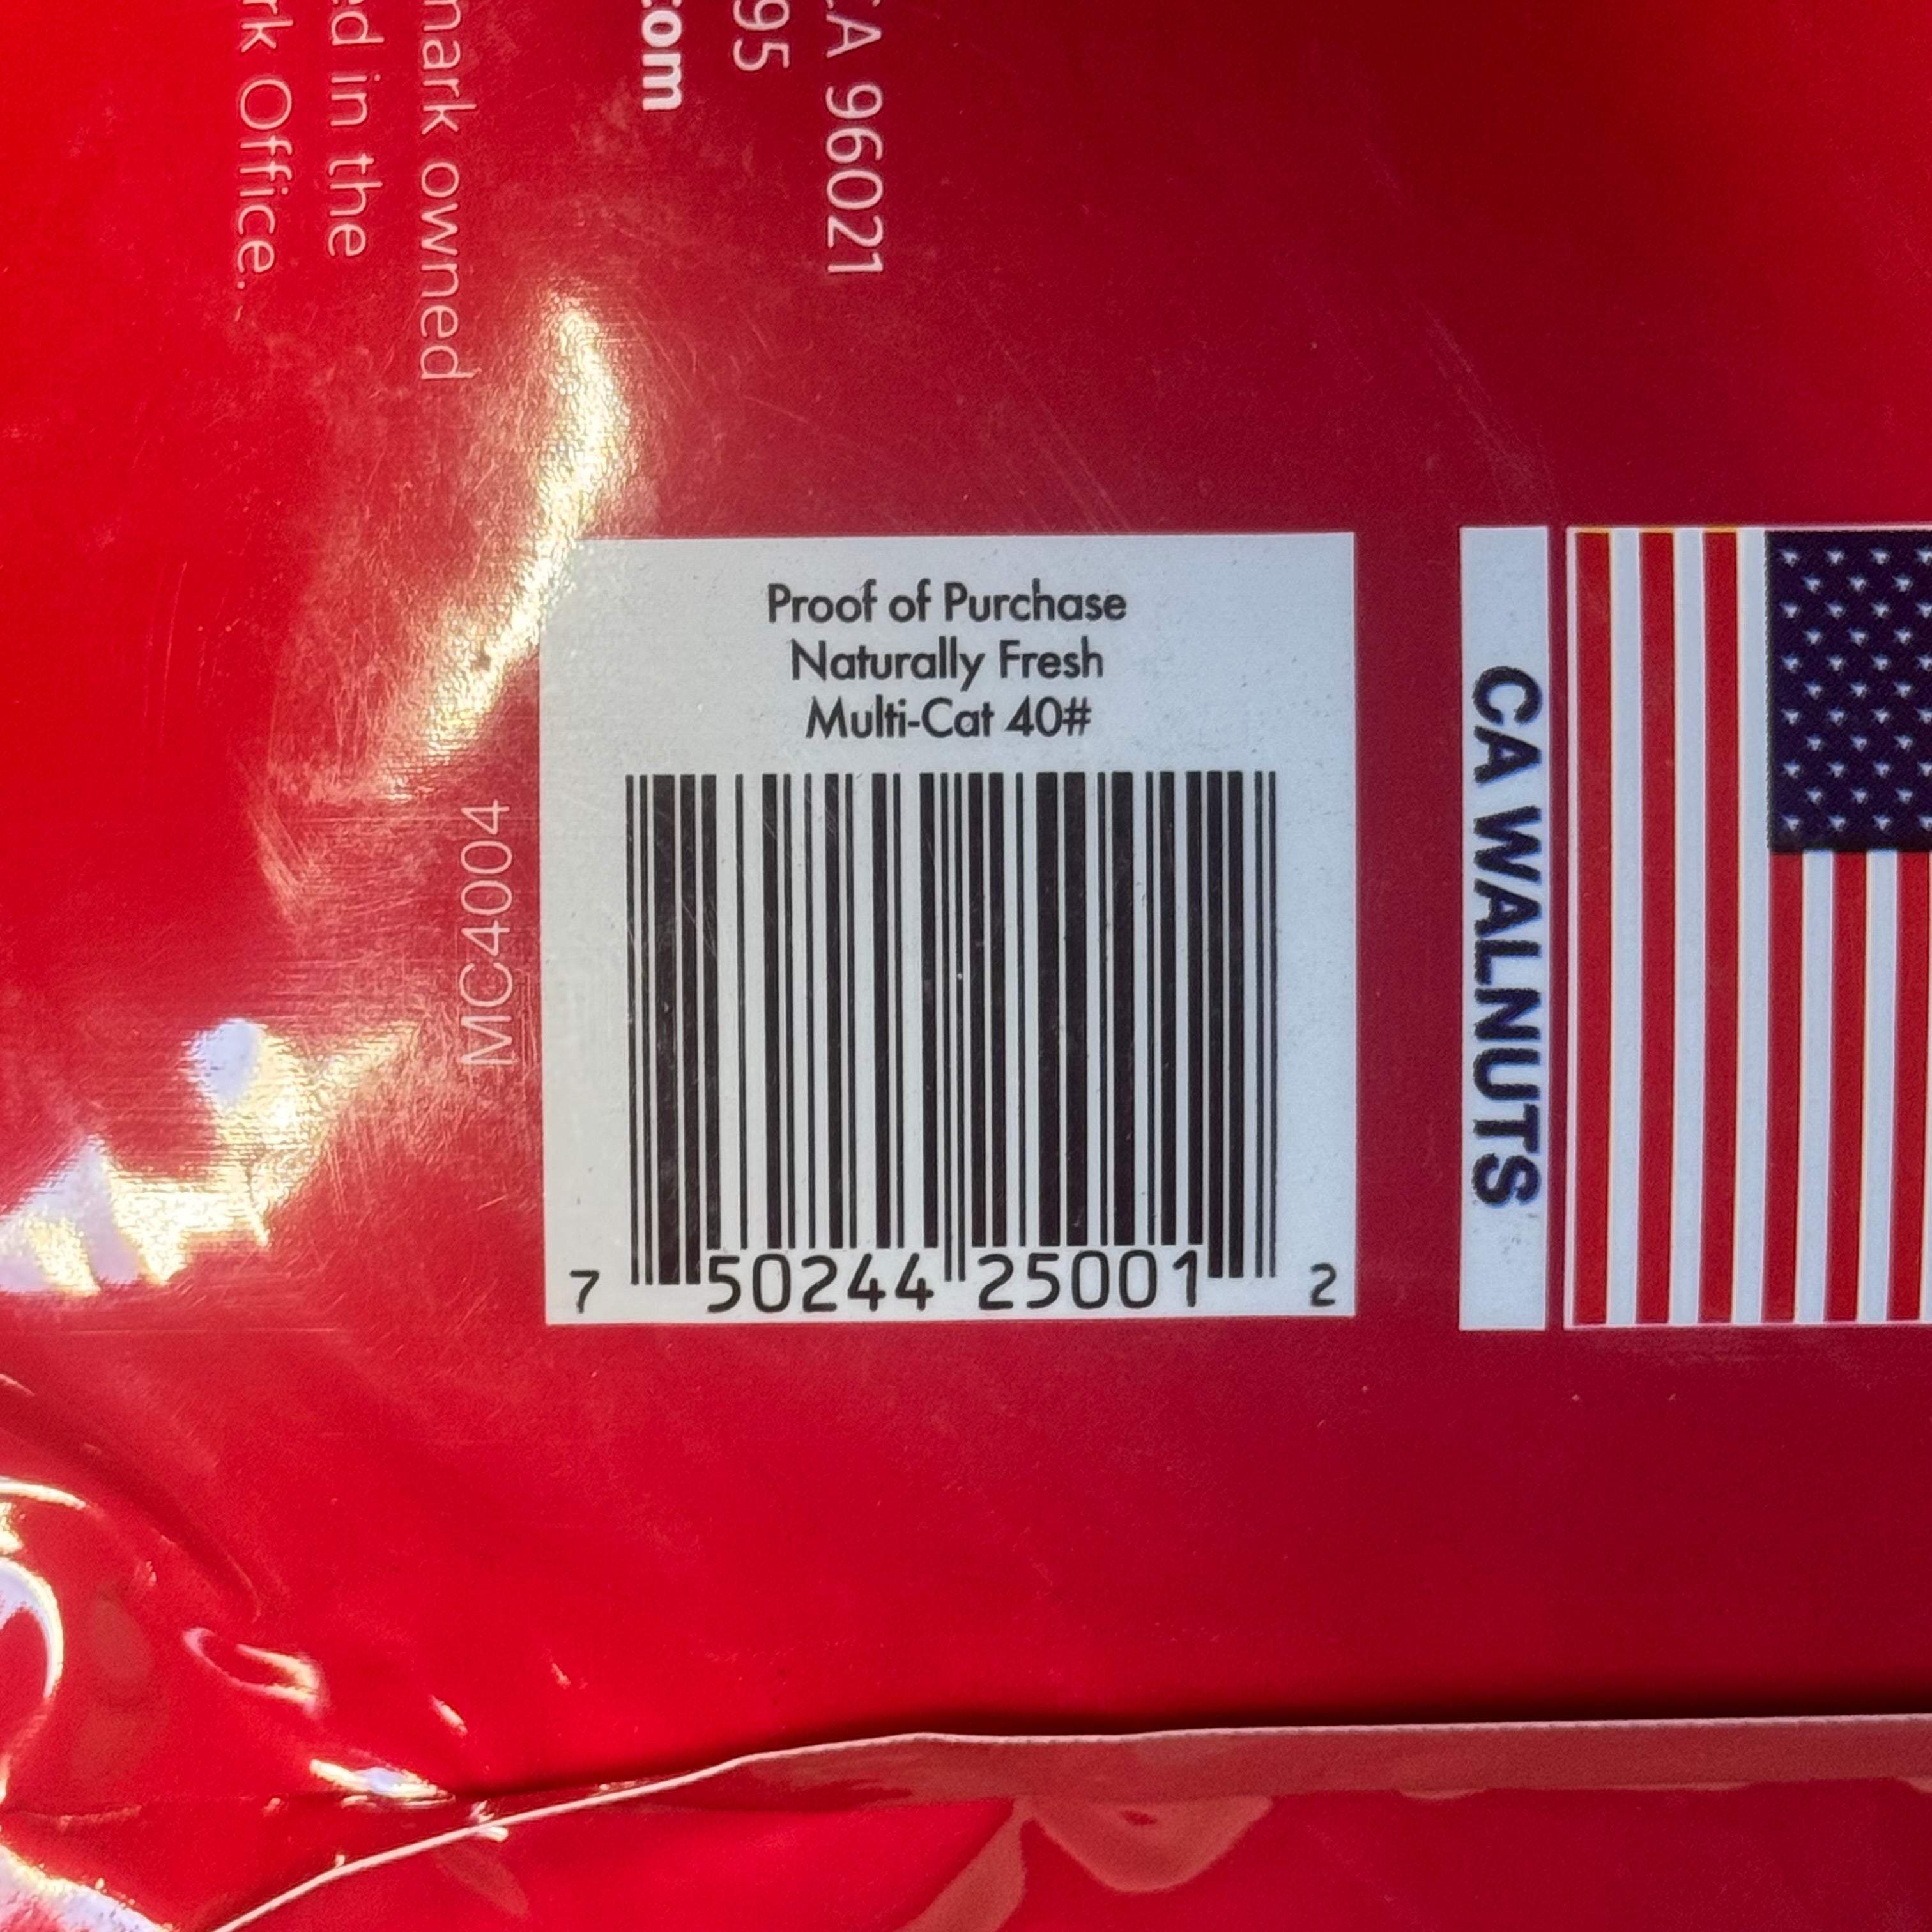 CA 96021
95
.com
mark owned
ed in the
rk Office.
Proof of Purchase
Naturally Fresh
Multi-Cat 40#
MC4004
7 50244 25001 2
CA WALNUTS